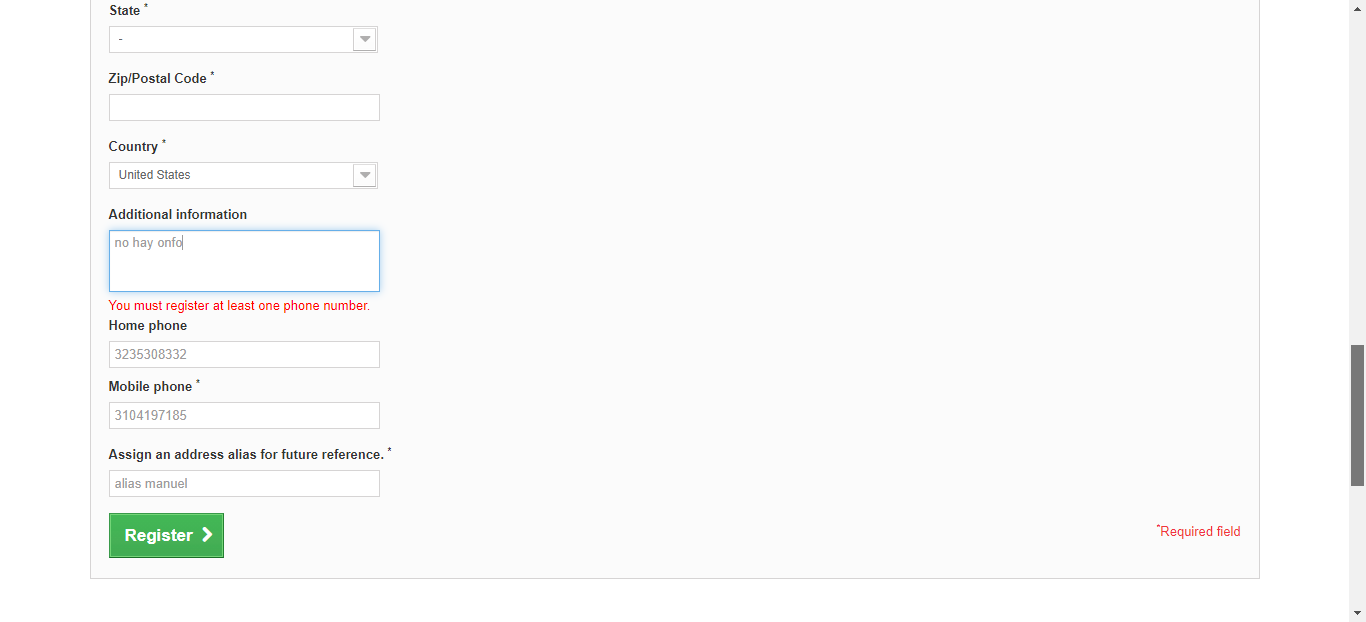 State *
-
Zip/Postal Code *
Country *
United States
Additional information
no hay onfo
You must register at least one phone number.
Home phone
3235308332
Mobile phone *
3104197185
Assign an address alias for future reference. *
alias manuel
Register
*Required field